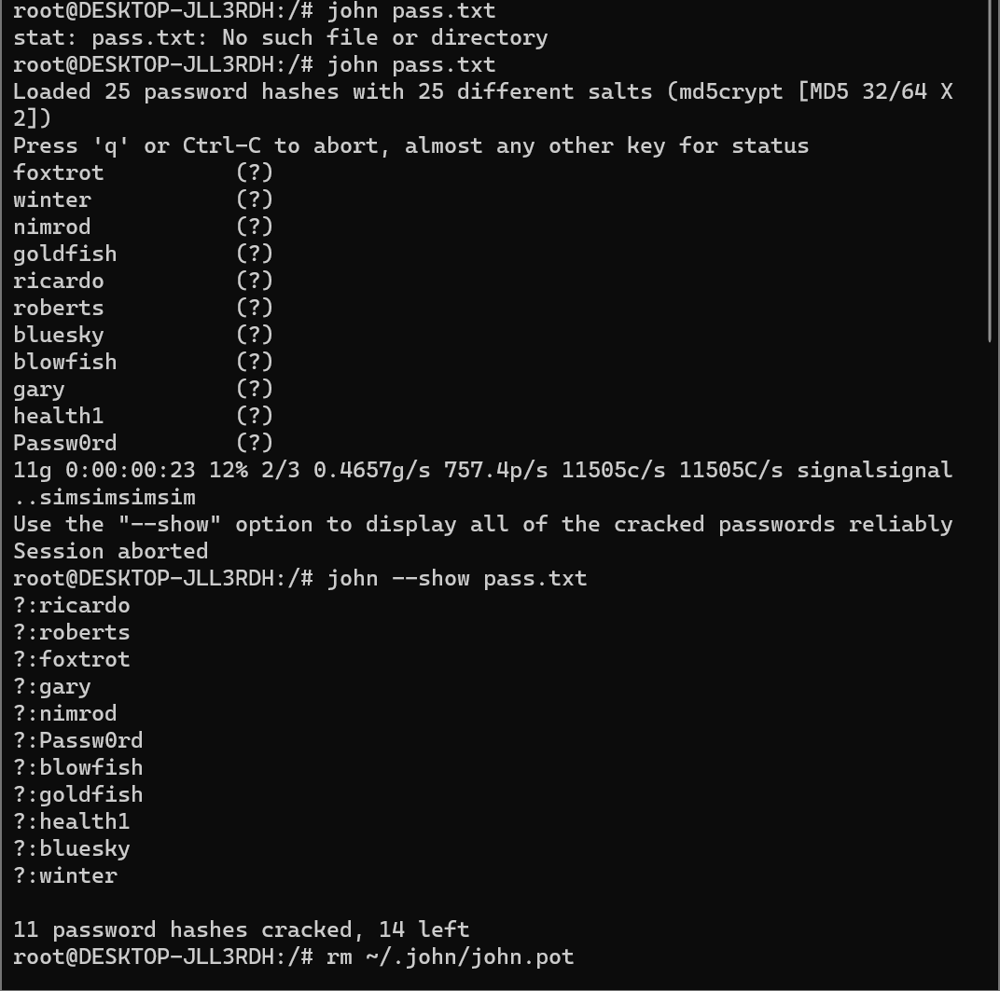 root@DESKTOP-JLL3RDH:/# john pass.txt
stat: pass.txt: No such file or directory
root@DESKTOP-JLL3RDH:/# john pass.txt
Loaded 25 password hashes with 25 different salts (md5crypt [MD5 32/64 X
2])
Press 'q' or Ctrl-C to abort, almost any other key for status
foxtrot          (?)
winter           (?)
nimrod           (?)
goldfish         (?)
ricardo          (?)
roberts          (?)
bluesky          (?)
blowfish         (?)
gary             (?)
health1          (?)
Passw0rd         (?)
11g 0:00:00:23 12% 2/3 0.4657g/s 757.4p/s 11505c/s 11505C/s signalsignal
..simsimsimsim
Use the "--show" option to display all of the cracked passwords reliably
Session aborted
root@DESKTOP-JLL3RDH:/# john --show pass.txt
?:ricardo
?:roberts
?:foxtrot
?:gary
?:nimrod
?:Passw0rd
?:blowfish
?:goldfish
?:health1
?:bluesky
?:winter

11 password hashes cracked, 14 left
root@DESKTOP-JLL3RDH:/# rm ~/.john/john.pot